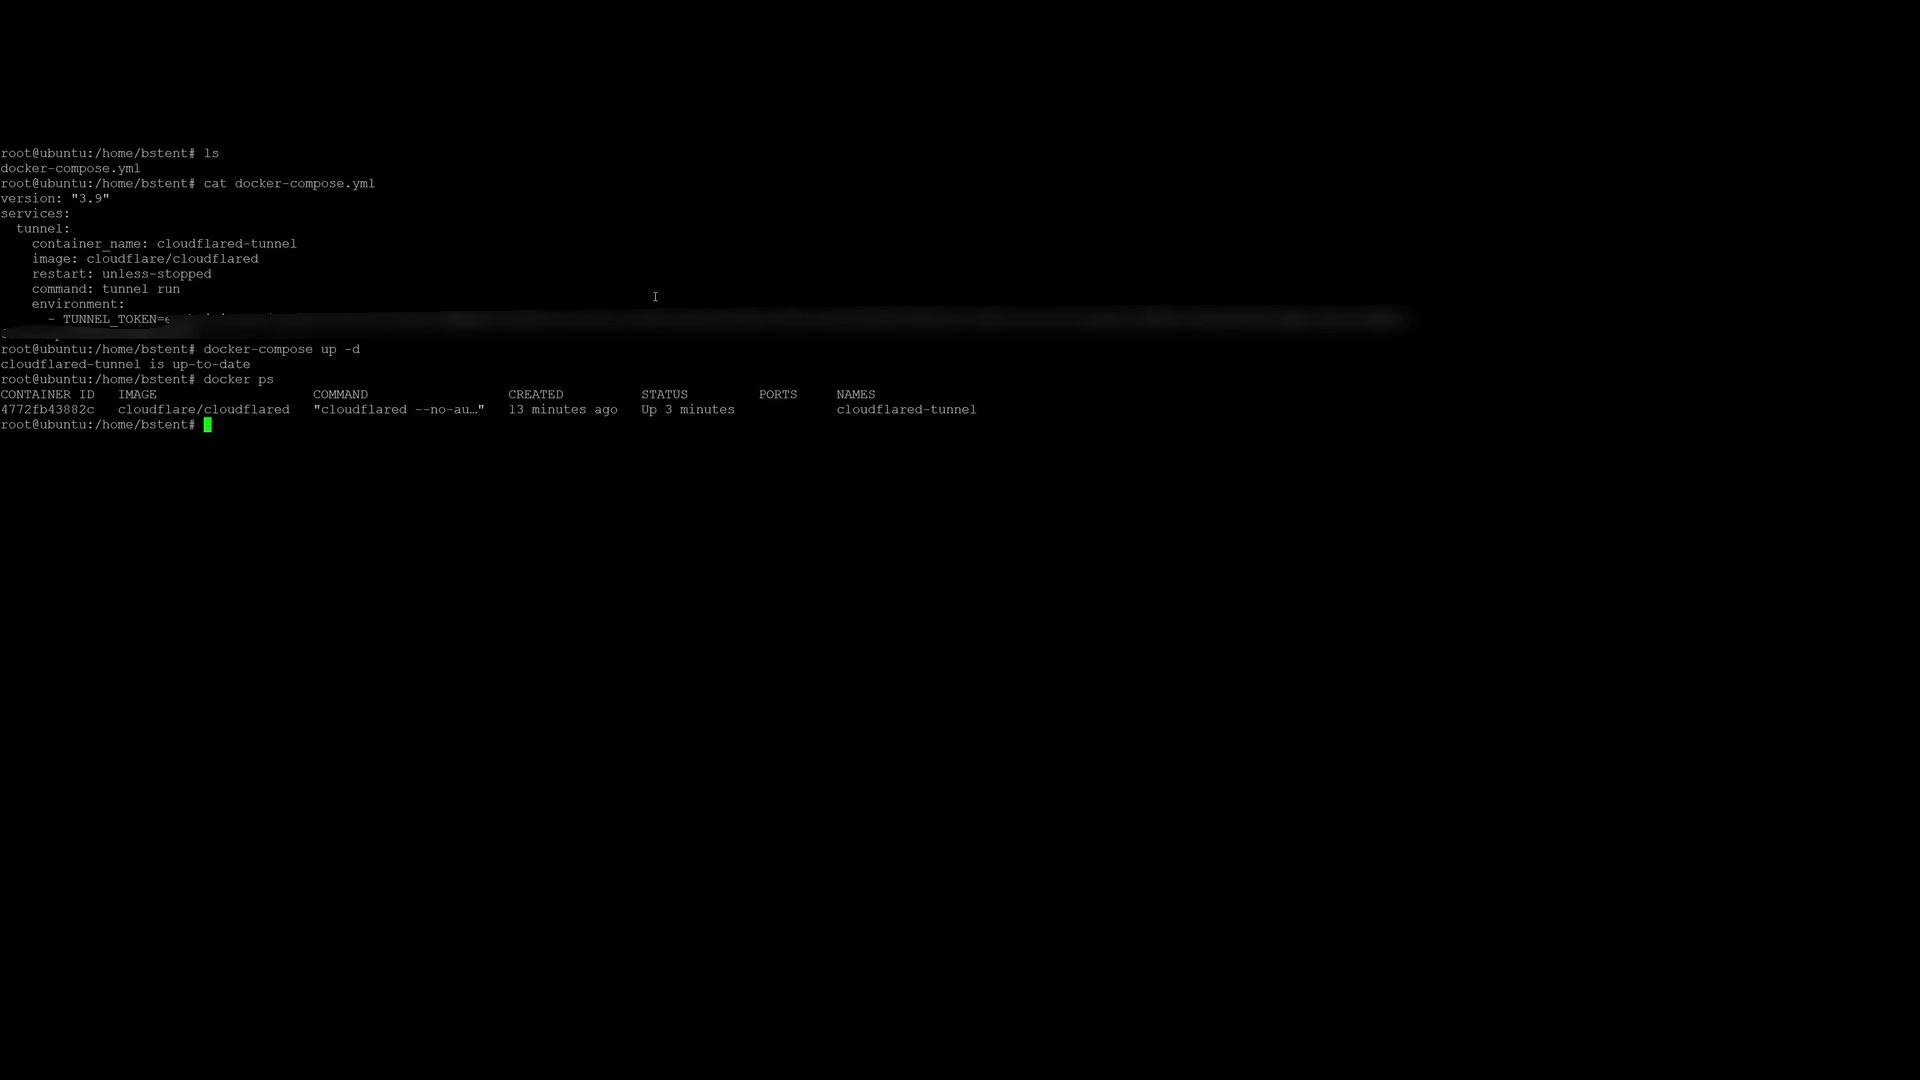 root@ubuntu:/home/bstent# ls
docker-compose.yml
root@ubuntu:/home/bstent# cat docker-compose.yml
version: "3.9"
services:
  tunnel:
    container_name: cloudflared-tunnel
    image: cloudflare/cloudflared
    restart: unless-stopped
    command: tunnel run
    environment:
      - TUNNEL_TOKEN=
root@ubuntu:/home/bstent# docker-compose up -d
cloudflared-tunnel is up-to-date
root@ubuntu:/home/bstent# docker ps
CONTAINER ID   IMAGE                    COMMAND                  CREATED          STATUS         PORTS     NAMES
4772fb43882c   cloudflare/cloudflared   "cloudflared --no-au…"   13 minutes ago   Up 3 minutes             cloudflared-tunnel
root@ubuntu:/home/bstent#